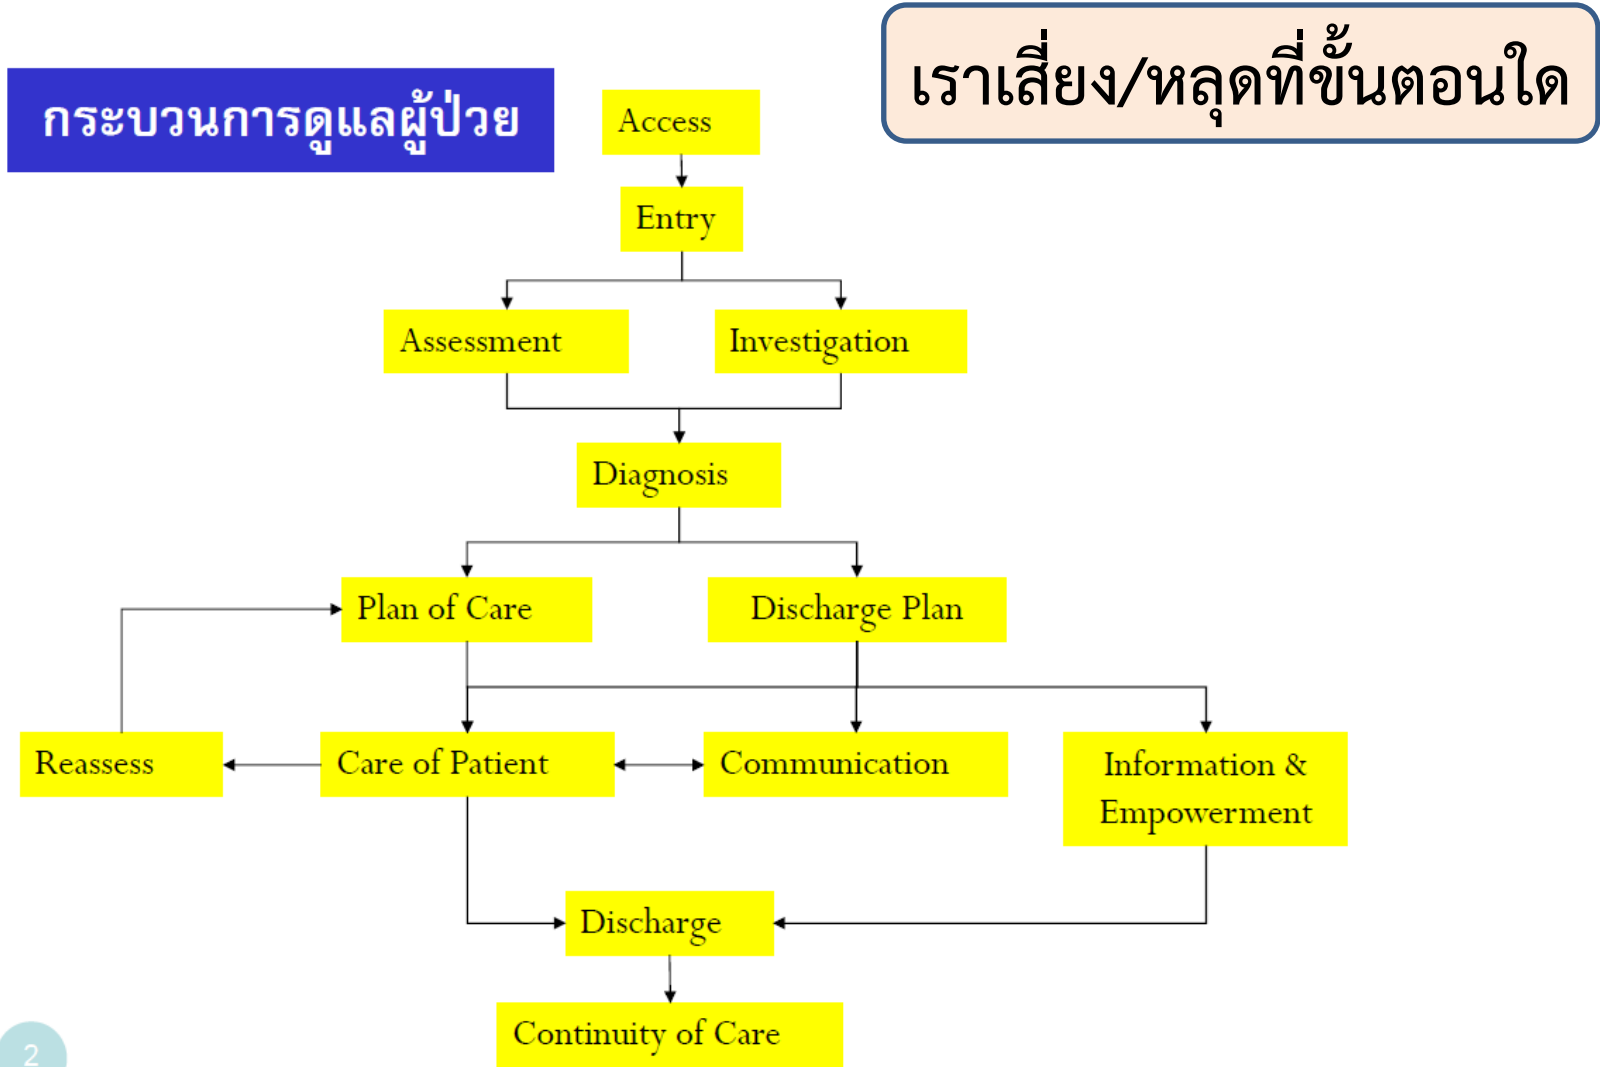 เราเสี่ยง/หลุดที่ขั้นตอนใด
กระบวนการดูแลผู้ป่วย
Access
Entry
Assessment
Investigation
Diagnosis
Plan of Care
Discharge Plan
Reassess
Care of Patient
Communication
Information &
Empowerment
Discharge
Continuity of Care
2